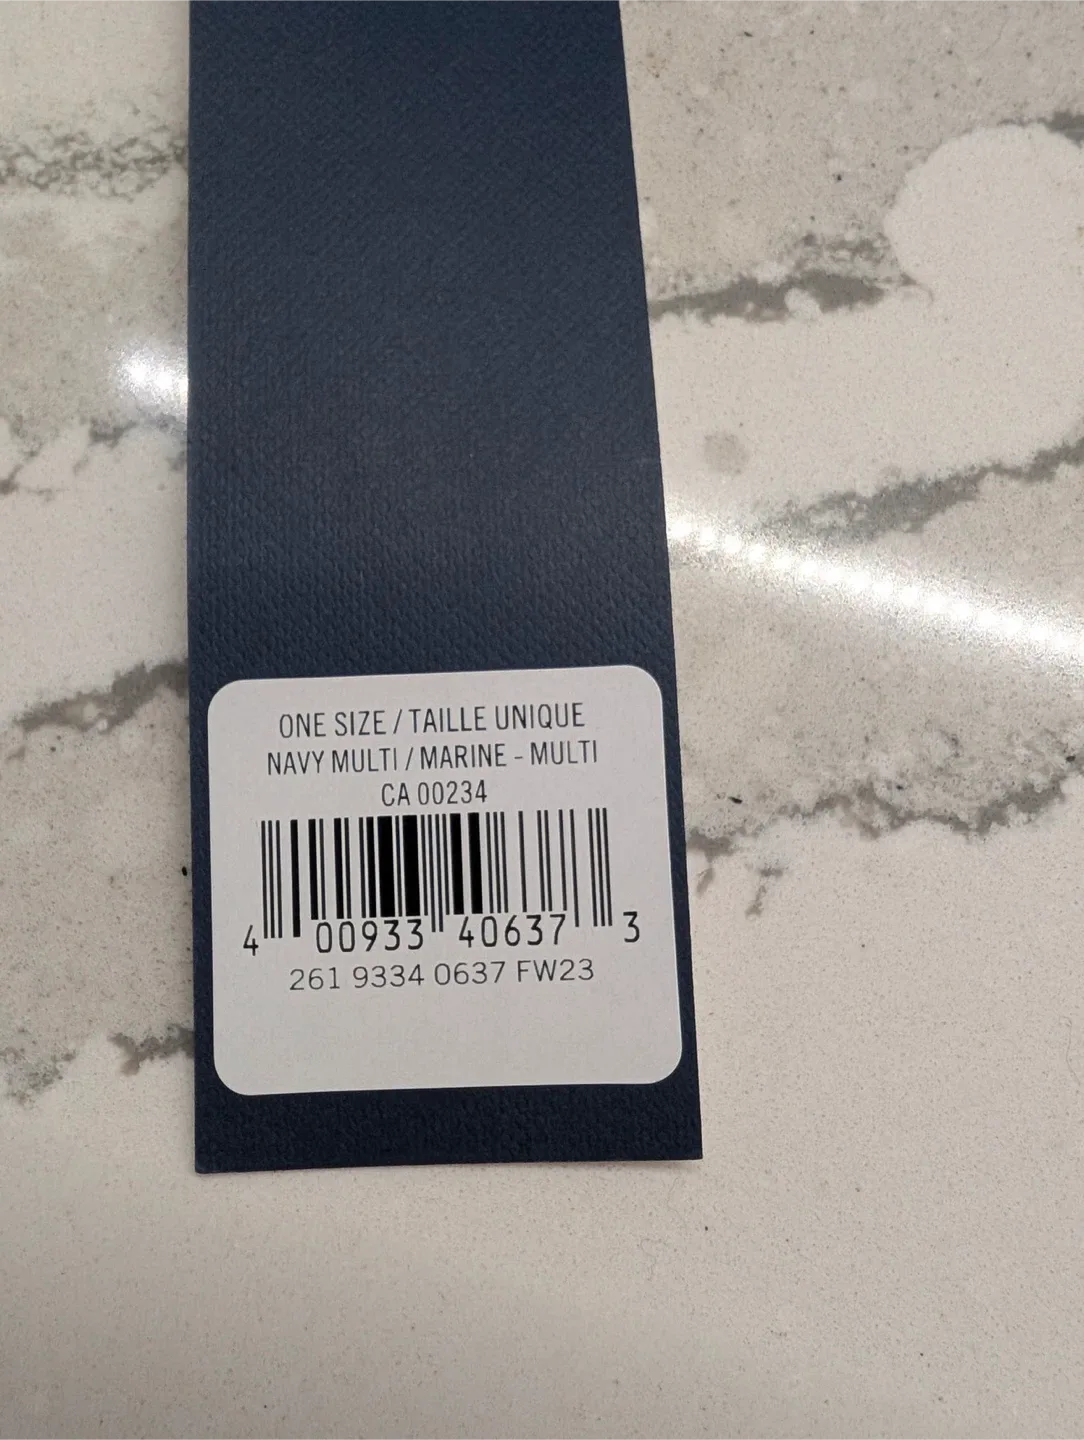 ONE SIZE / TAILLE UNIQUE
NAVY MULTI / MARINE - MULTI
CA 00234
4 00933 40637 3
261 9334 0637 FW23